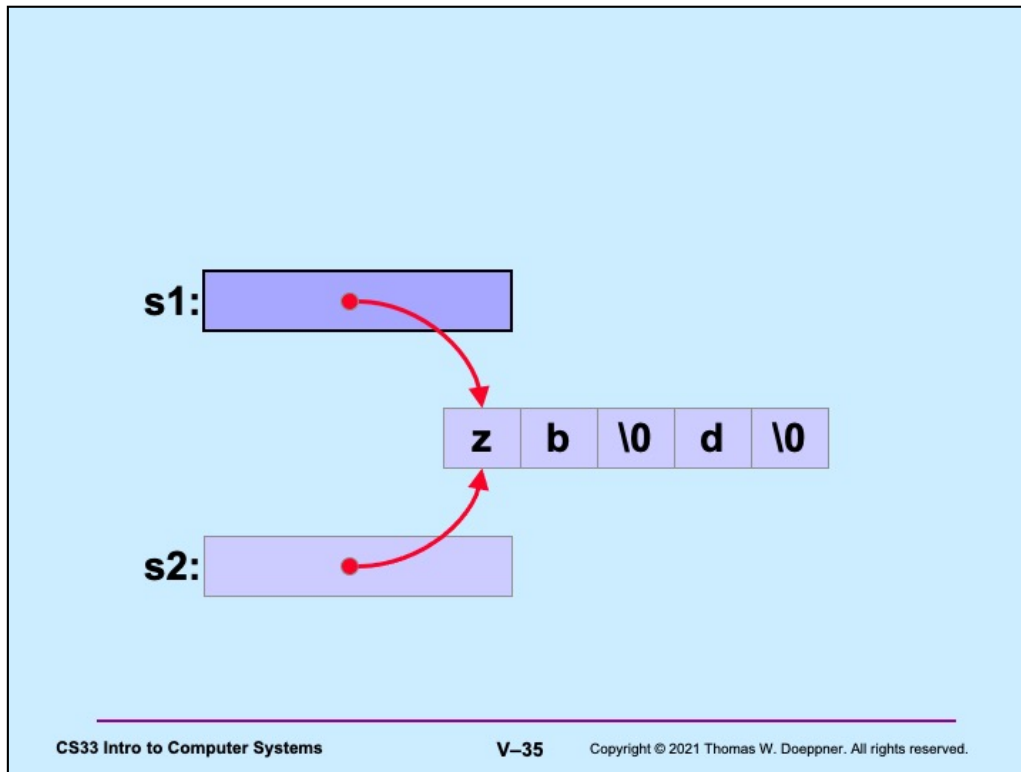 s1:
z b \0 d \0
s2:
CS33 Intro to Computer Systems V–35 Copyright © 2021 Thomas W. Doeppner. All rights reserved.